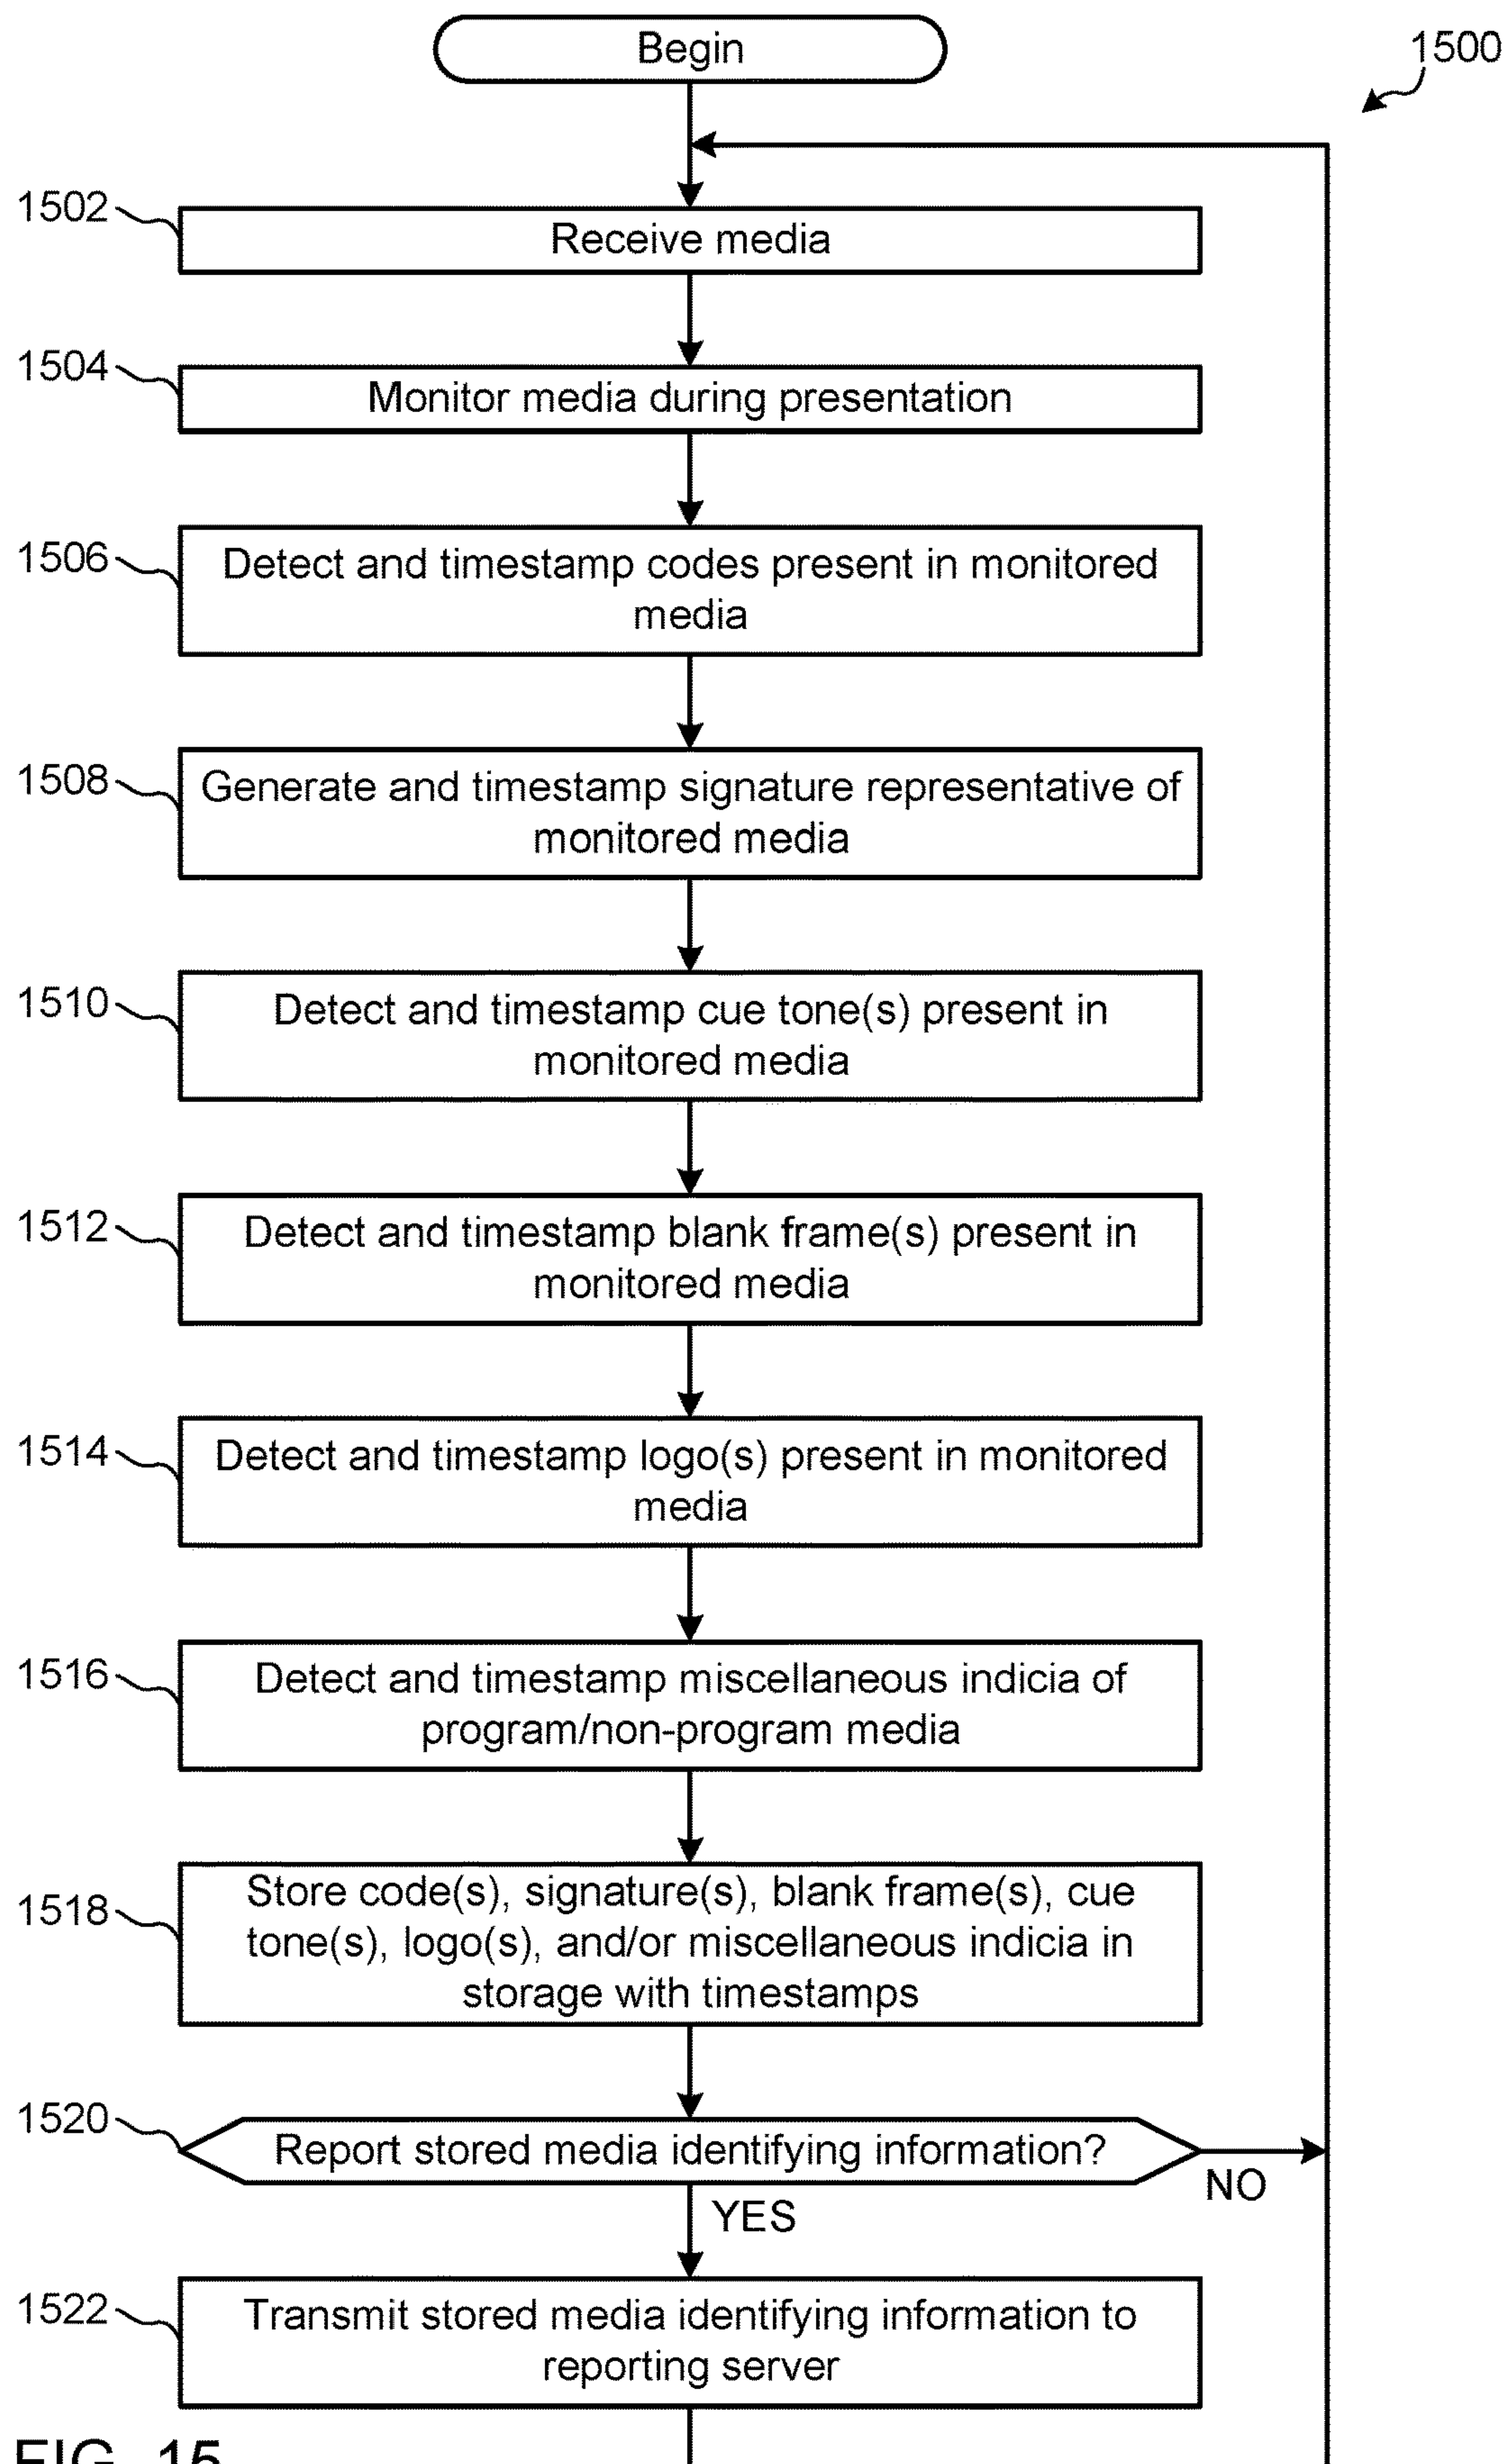 Begin
1500
1502
Receive media
1504
Monitor media during presentation
1506
Detect and timestamp codes present in monitored
media
1508
Generate and timestamp signature representative of
monitored media
1510
Detect and timestamp cue tone(s) present in
monitored media
1512
Detect and timestamp blank frame(s) present in
monitored media
1514
Detect and timestamp logo(s) present in monitored
media
1516
Detect and timestamp miscellaneous indicia of
program/non-program media
1518
Store code(s), signature(s), blank frame(s), cue
tone(s), logo(s), and/or miscellaneous indicia in
storage with timestamps
1520
Report stored media identifying information?
NO
YES
1522
Transmit stored media identifying information to
reporting server
FIG. 15